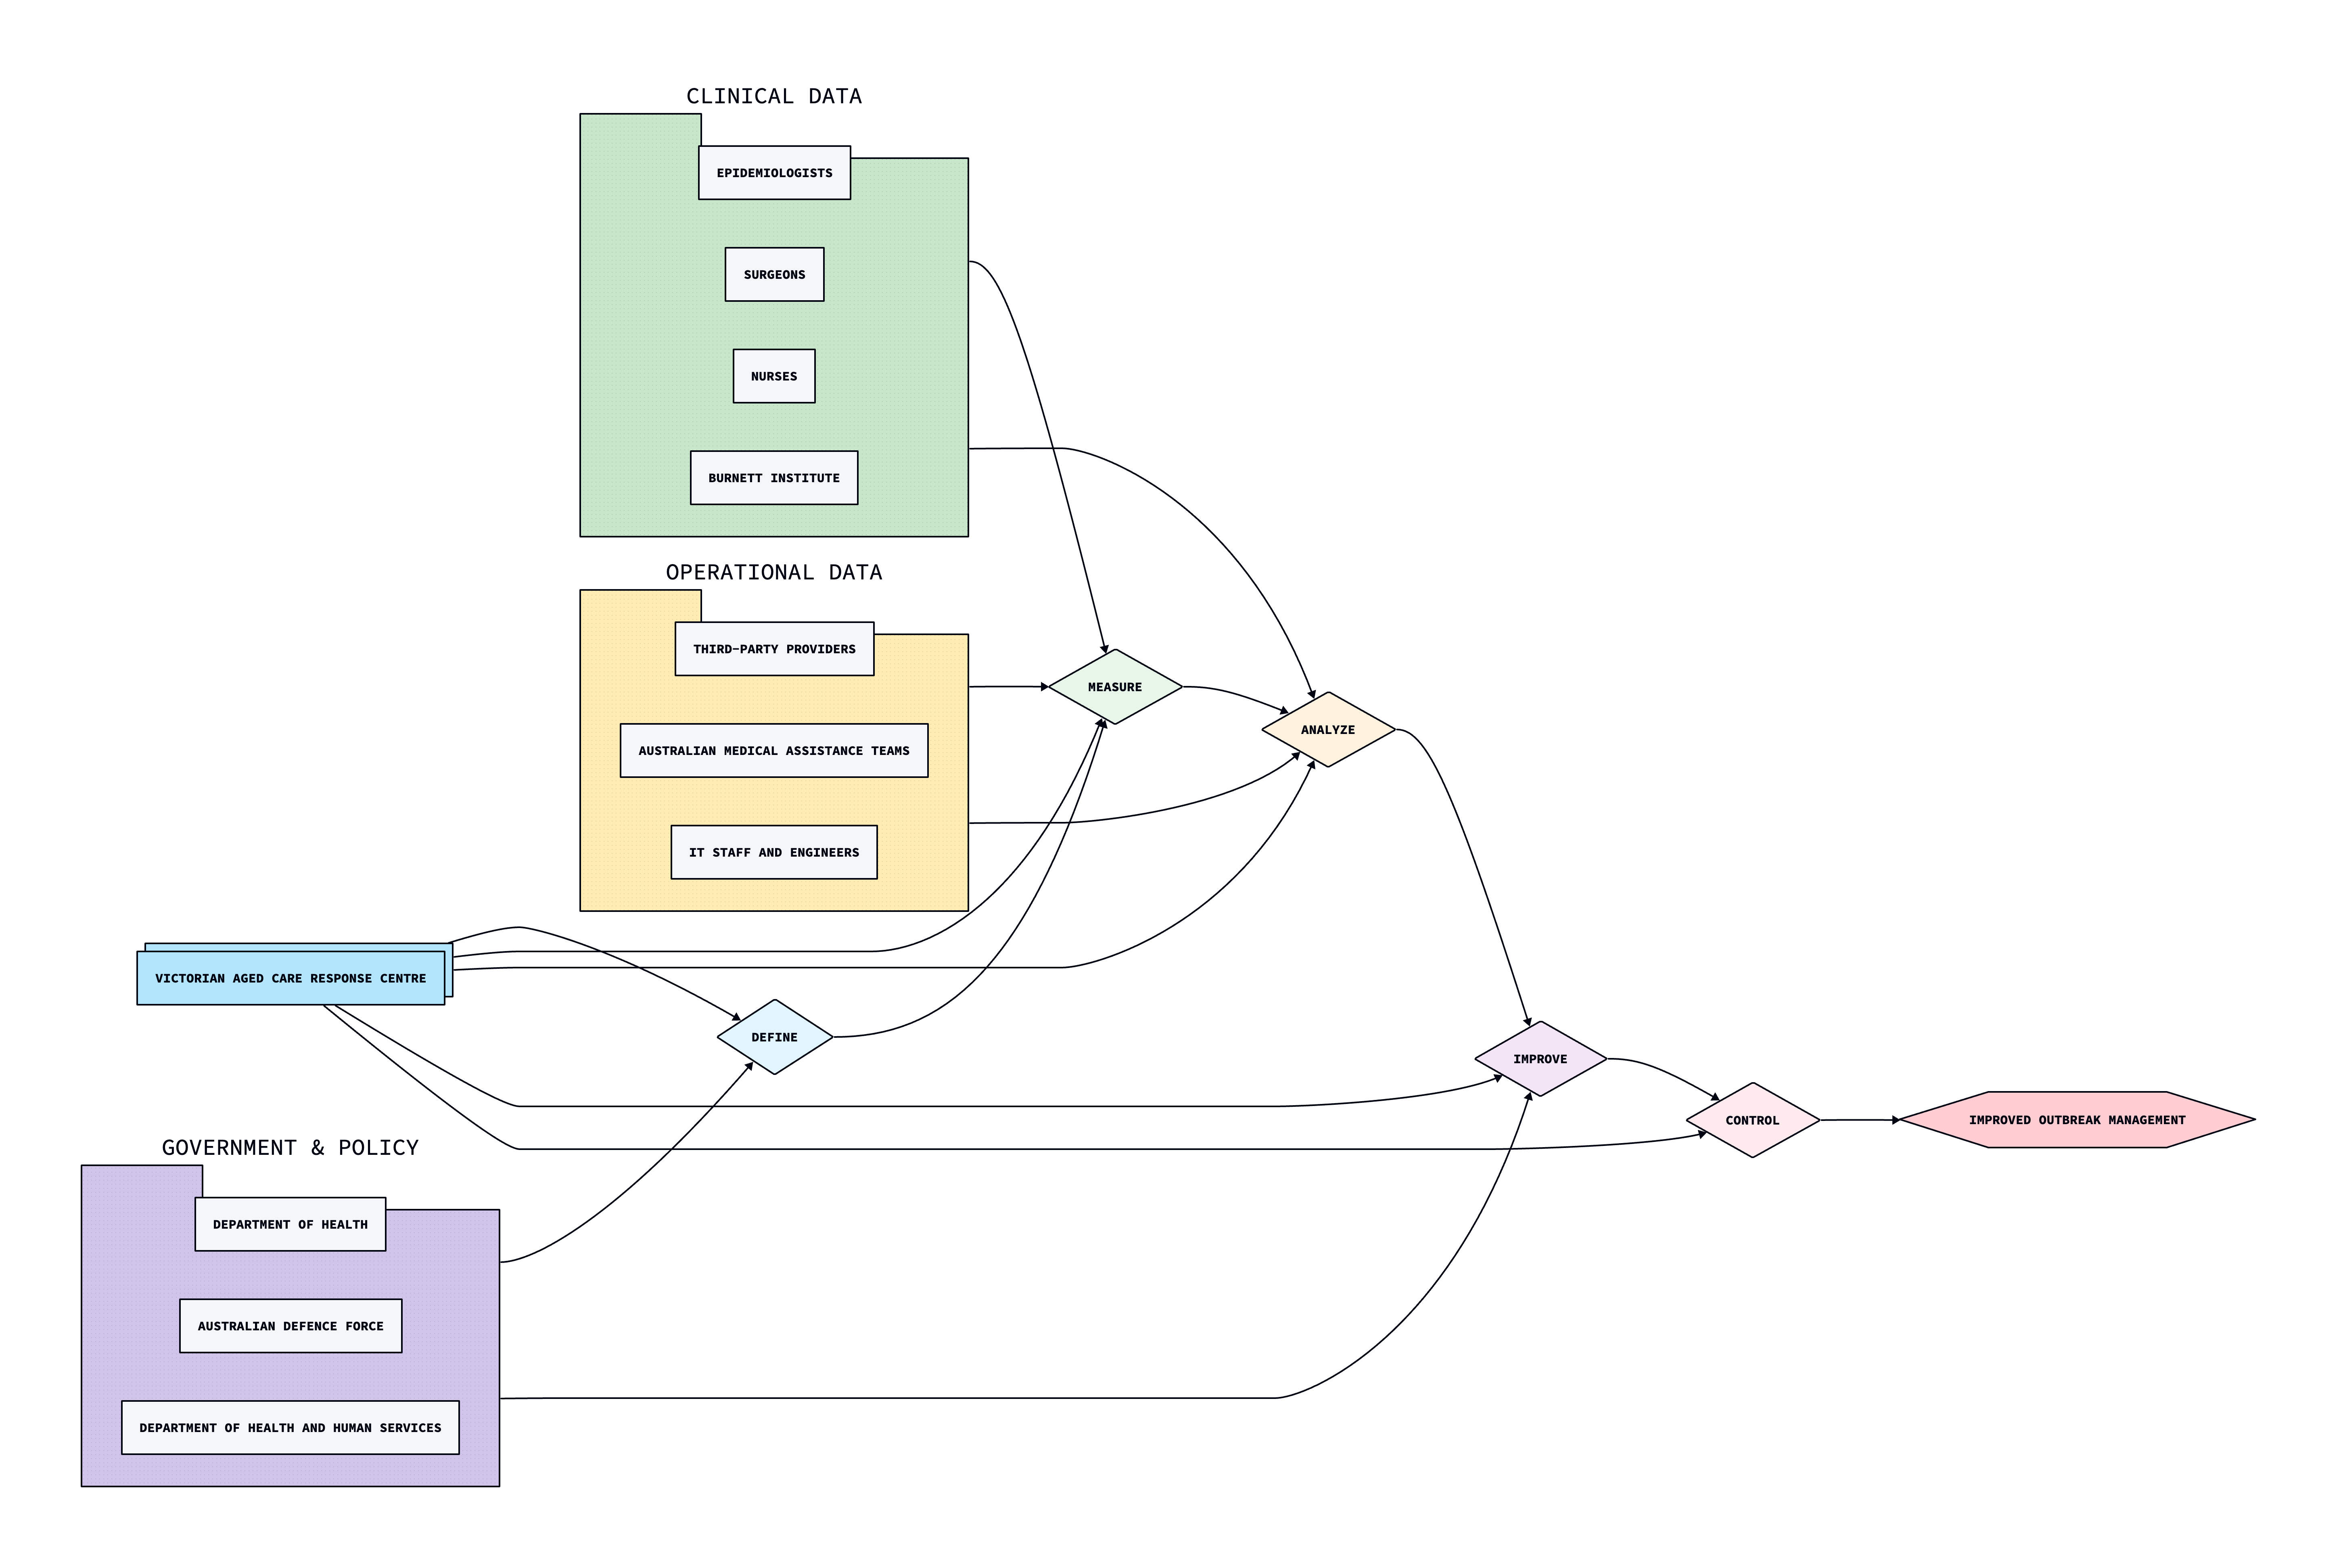 CLINICAL DATA
EPIDEMIOLOGISTS
SURGEONS
NURSES
BURNETT INSTITUTE
OPERATIONAL DATA
THIRD-PARTY PROVIDERS
AUSTRALIAN MEDICAL ASSISTANCE TEAMS
IT STAFF AND ENGINEERS
MEASURE
ANALYZE
VICTORIAN AGED CARE RESPONSE CENTRE
DEFINE
IMPROVE
CONTROL
IMPROVED OUTBREAK MANAGEMENT
GOVERNMENT & POLICY
DEPARTMENT OF HEALTH
AUSTRALIAN DEFENCE FORCE
DEPARTMENT OF HEALTH AND HUMAN SERVICES